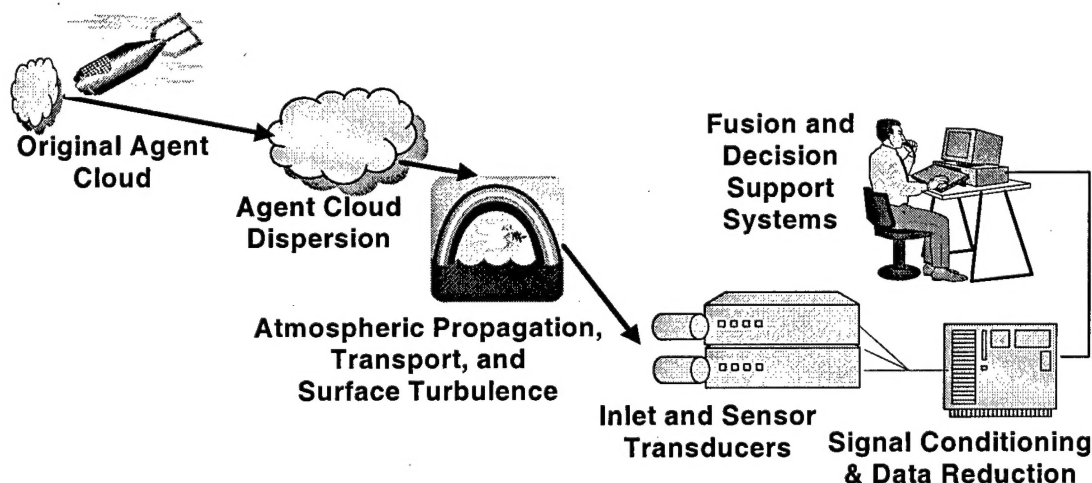 Original Agent
Cloud
Agent Cloud
Dispersion
Atmospheric Propagation,
Transport, and
Surface Turbulence
Fusion and
Decision
Support
Systems
Inlet and Sensor
Transducers
Signal Conditioning
& Data Reduction